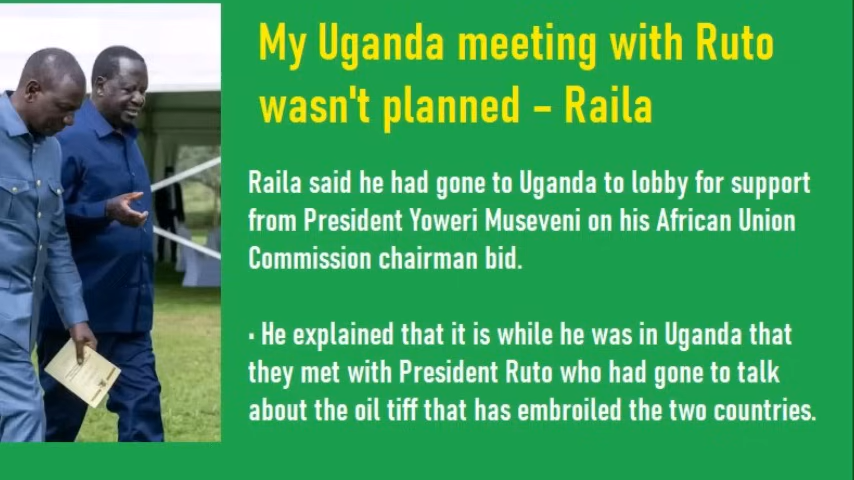 My Uganda meeting with Ruto
wasn't planned – Raila
Raila said he had gone to Uganda to lobby for support
from President Yoweri Museveni on his African Union
Commission chairman bid.
· He explained that it is while he was in Uganda that
they met with President Ruto who had gone to talk
about the oil tiff that has embroiled the two countries.